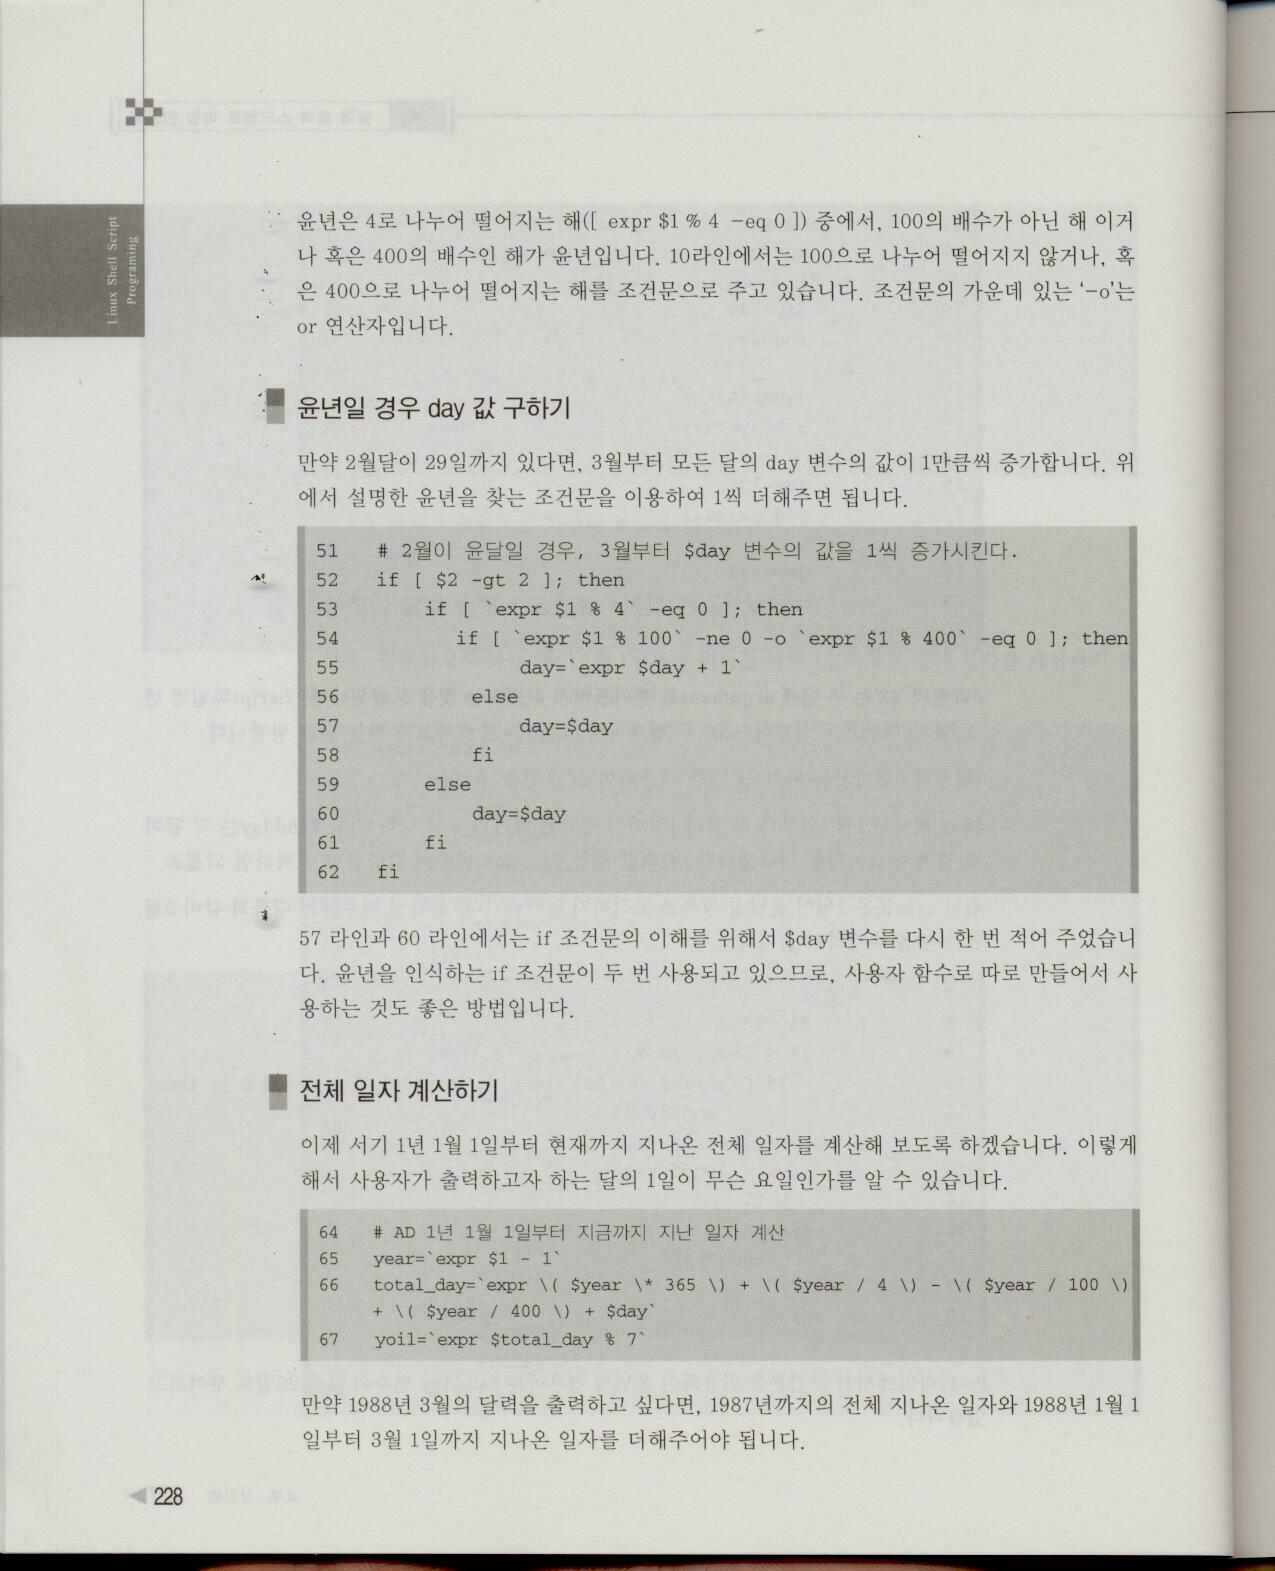 Linux Shell Script
Programing
윤년은 4로 나누어 떨어지는 해([ expr $1 % 4 -eq 0 ]) 중에서, 100의 배수가 아닌 해 이거
나 혹은 400의 배수인 해가 윤년입니다. 10라인에서는 100으로 나누어 떨어지지 않거나, 혹
은 400으로 나누어 떨어지는 해를 조건문으로 주고 있습니다. 조건문의 가운데 있는 ‘-o’는
or 연산자입니다.
윤년일 경우 day 값 구하기
만약 2월달이 29일까지 있다면, 3월부터 모든 달의 day 변수의 값이 1만큼씩 증가합니다. 위
에서 설명한 윤년을 찾는 조건문을 이용하여 1씩 더해주면 됩니다.
51 # 2월이 윤달일 경우, 3월부터 $day 변수의 값을 1씩 증가시킨다.
52 if [ $2 -gt 2 ]; then
53 if [ `expr $1 % 4` -eq 0 ]; then
54 if [ `expr $1 % 100` -ne 0 -o `expr $1 % 400` -eq 0 ]; then
55 day=`expr $day + 1`
56 else
57 day=$day
58 fi
59 else
60 day=$day
61 fi
62 fi
57 라인과 60 라인에서는 if 조건문의 이해를 위해서 $day 변수를 다시 한 번 적어 주었습니
다. 윤년을 인식하는 if 조건문이 두 번 사용되고 있으므로, 사용자 함수로 따로 만들어서 사
용하는 것도 좋은 방법입니다.
전체 일자 계산하기
이제 서기 1년 1월 1일부터 현재까지 지나온 전체 일자를 계산해 보도록 하겠습니다. 이렇게
해서 사용자가 출력하고자 하는 달의 1일이 무슨 요일인가를 알 수 있습니다.
64 # AD 1년 1월 1일부터 지금까지 지난 일자 계산
65 year=`expr $1 - 1`
66 total_day=`expr \( $year \* 365 \) + \( $year / 4 \) - \( $year / 100 \)
+ \( $year / 400 \) + $day`
67 yoil=`expr $total_day % 7`
만약 1988년 3월의 달력을 출력하고 싶다면, 1987년까지의 전체 지나온 일자와 1988년 1월 1
일부터 3월 1일까지 지나온 일자를 더해주어야 됩니다.
228